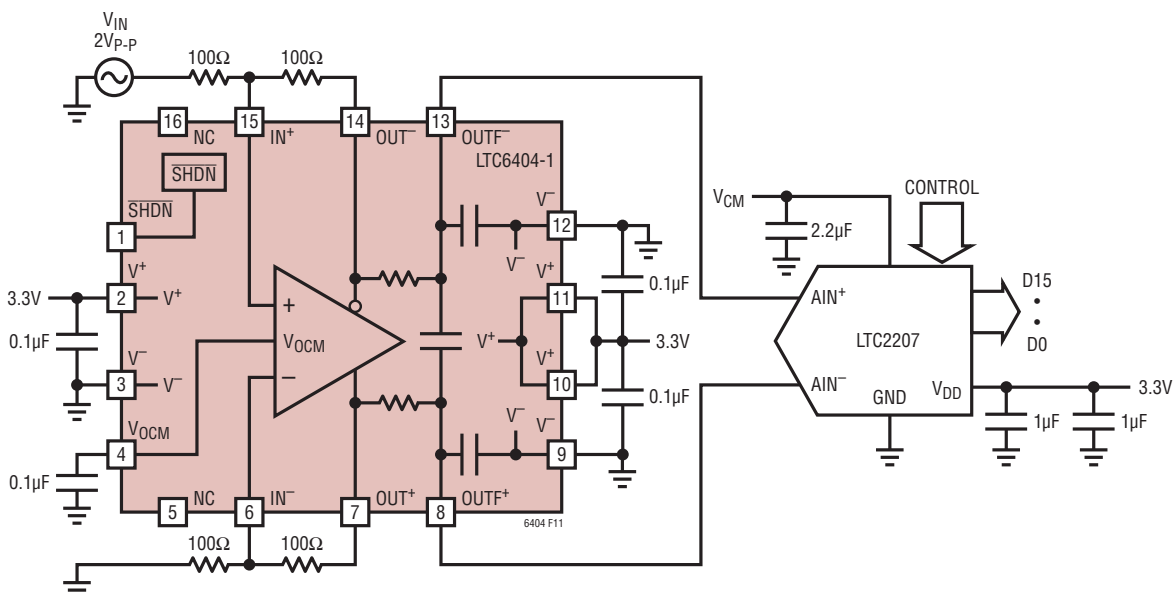 V_IN
2V_P-P
100Ω 100Ω
16 15 14 13
NC IN⁺ OUT⁻ OUTF⁻
LTC6404-1
SHDN
SHDN
1
V⁻
12
V⁻
V⁺
3.3V 2 V⁺
0.1µF
V⁻
3 V⁻
+
V_OCM
−
V⁺
11
V⁺
V⁺
10
0.1µF
3.3V
0.1µF
V⁻
V⁻
9
V_OCM
4
0.1µF
NC IN⁻ OUT⁺ OUTF⁺
5 6 7 8
6404 F11
100Ω 100Ω
V_CM
2.2µF
CONTROL
AIN⁺
LTC2207
AIN⁻
GND
V_DD
D15
•
•
D0
3.3V
1µF 1µF